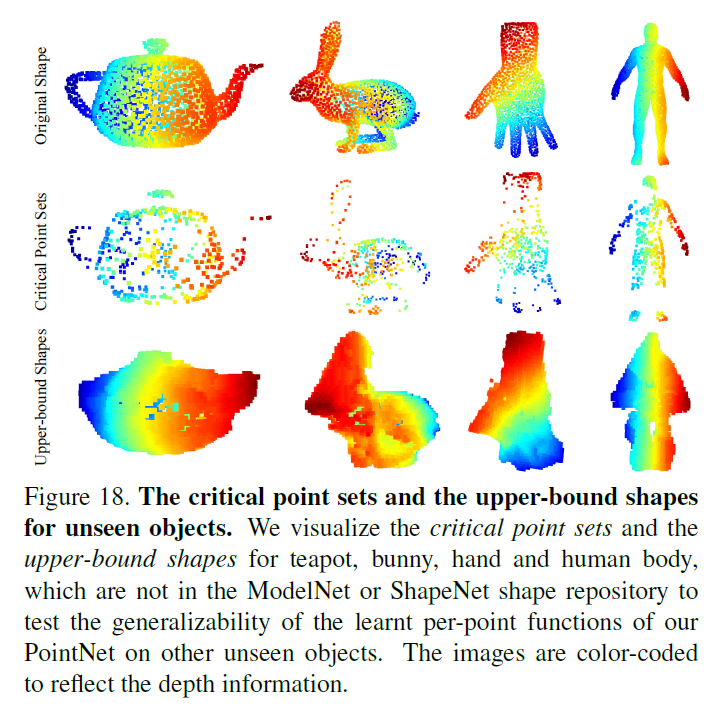 Original Shape
Critical Point Sets
Upper-bound Shapes
Figure 18. The critical point sets and the upper-bound shapes
for unseen objects. We visualize the critical point sets and the
upper-bound shapes for teapot, bunny, hand and human body,
which are not in the ModelNet or ShapeNet shape repository to
test the generalizability of the learnt per-point functions of our
PointNet on other unseen objects. The images are color-coded
to reflect the depth information.